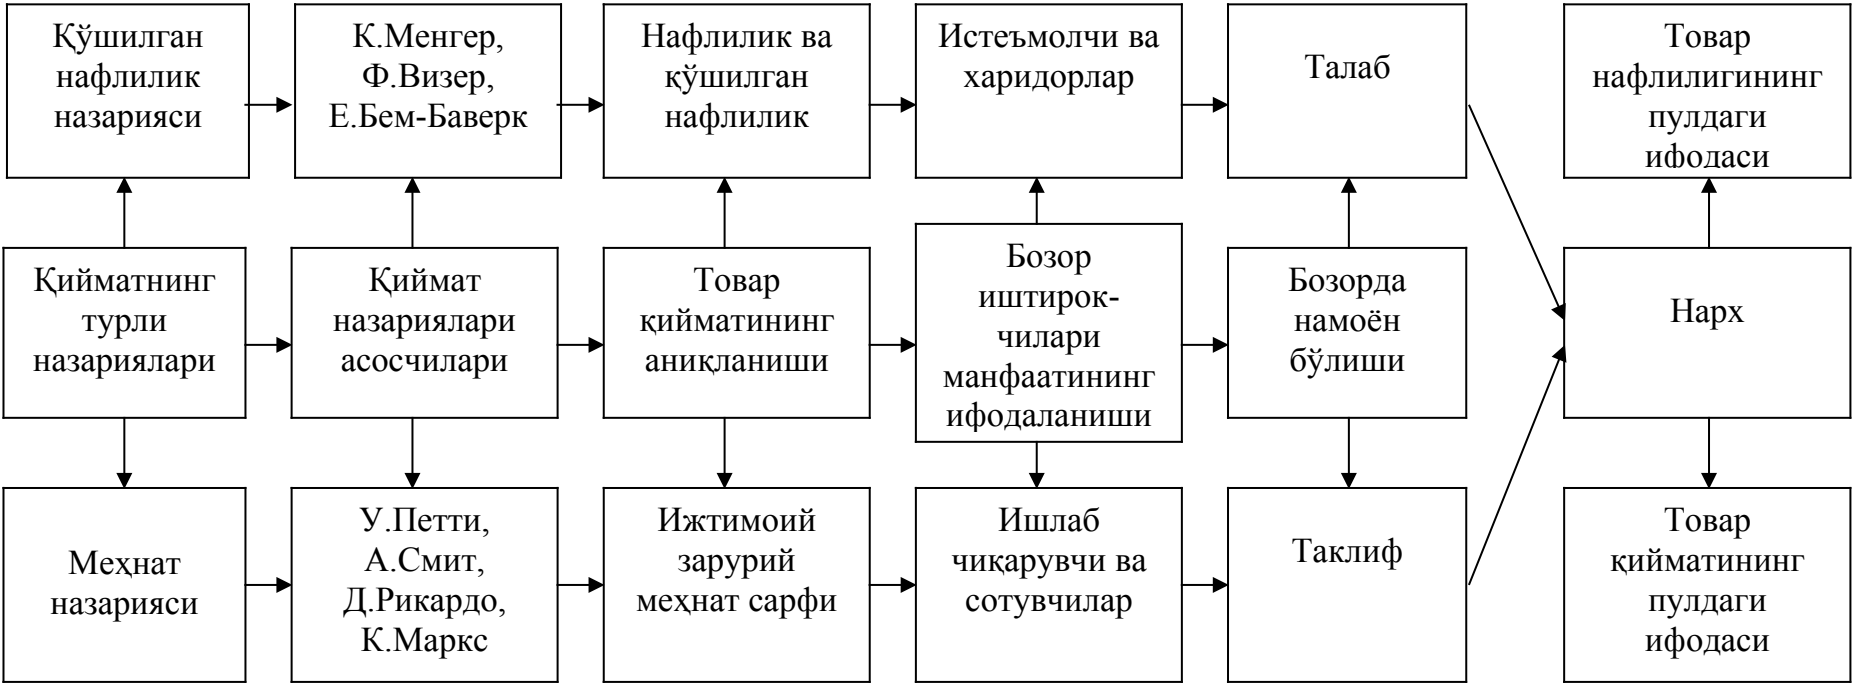 Қўшилган
нафлилик
назарияси
К.Менгер,
Ф.Визер,
Е.Бем-Баверк
Нафлилик ва
қўшилган
нафлилик
Истеъмолчи ва
харидорлар
Талаб
Товар
нафлилигининг
пулдаги
ифодаси
Қийматнинг
турли
назариялари
Қиймат
назариялари
асосчилари
Товар
қийматининг
аниқланиши
Бозор
иштирок-
чилари
манфаатининг
ифодаланиши
Бозорда
намоён
бўлиши
Нарх
Меҳнат
назарияси
У.Петти,
А.Смит,
Д.Рикардо,
К.Маркс
Ижтимоий
зарурий
меҳнат сарфи
Ишлаб
чиқарувчи ва
сотувчилар
Таклиф
Товар
қийматининг
пулдаги
ифодаси